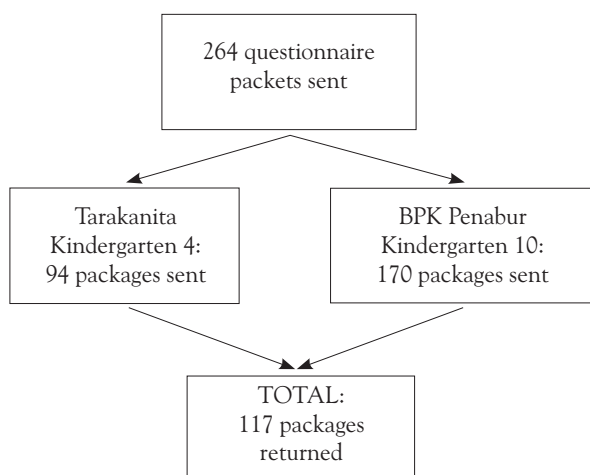 264 questionnaire
packets sent
Tarakanita
Kindergarten 4:
94 packages sent
BPK Penabur
Kindergarten 10:
170 packages sent
TOTAL:
117 packages
returned